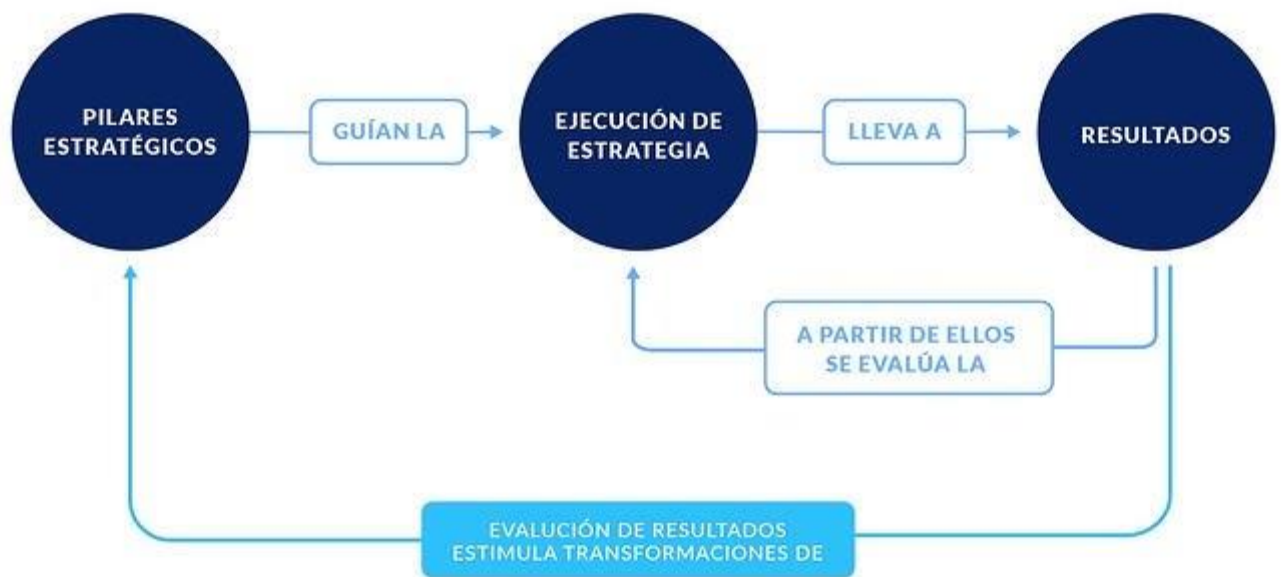 PILARES
ESTRATÉGICOS
GUÍAN LA
EJECUCIÓN DE
ESTRATEGIA
LLEVA A
RESULTADOS
A PARTIR DE ELLOS
SE EVALÚA LA
EVALUCIÓN DE RESULTADOS
ESTIMULA TRANSFORMACIONES DE